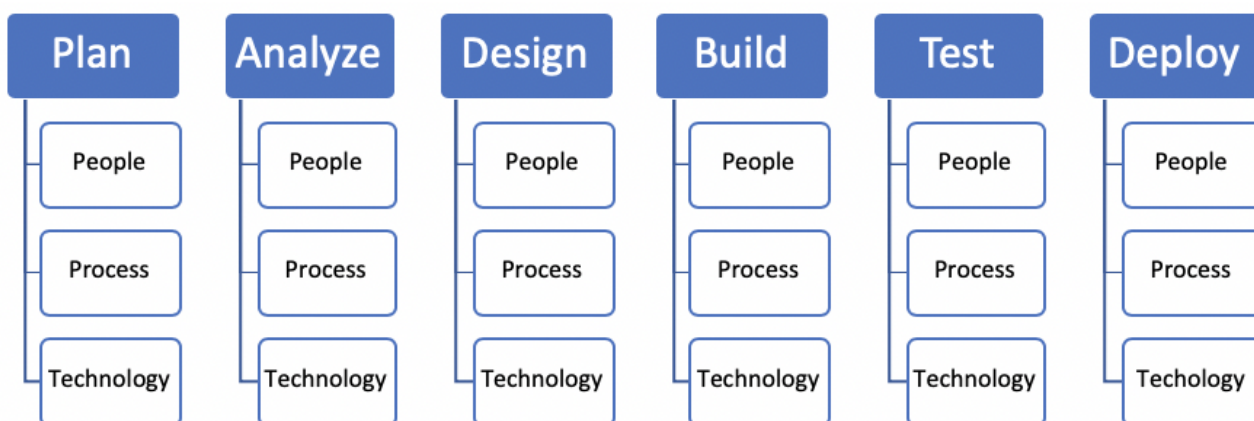 Plan Analyze Design Build Test Deploy
People People People People People People
Process Process Process Process Process Process
Technology Technology Technology Technology Technology Techology